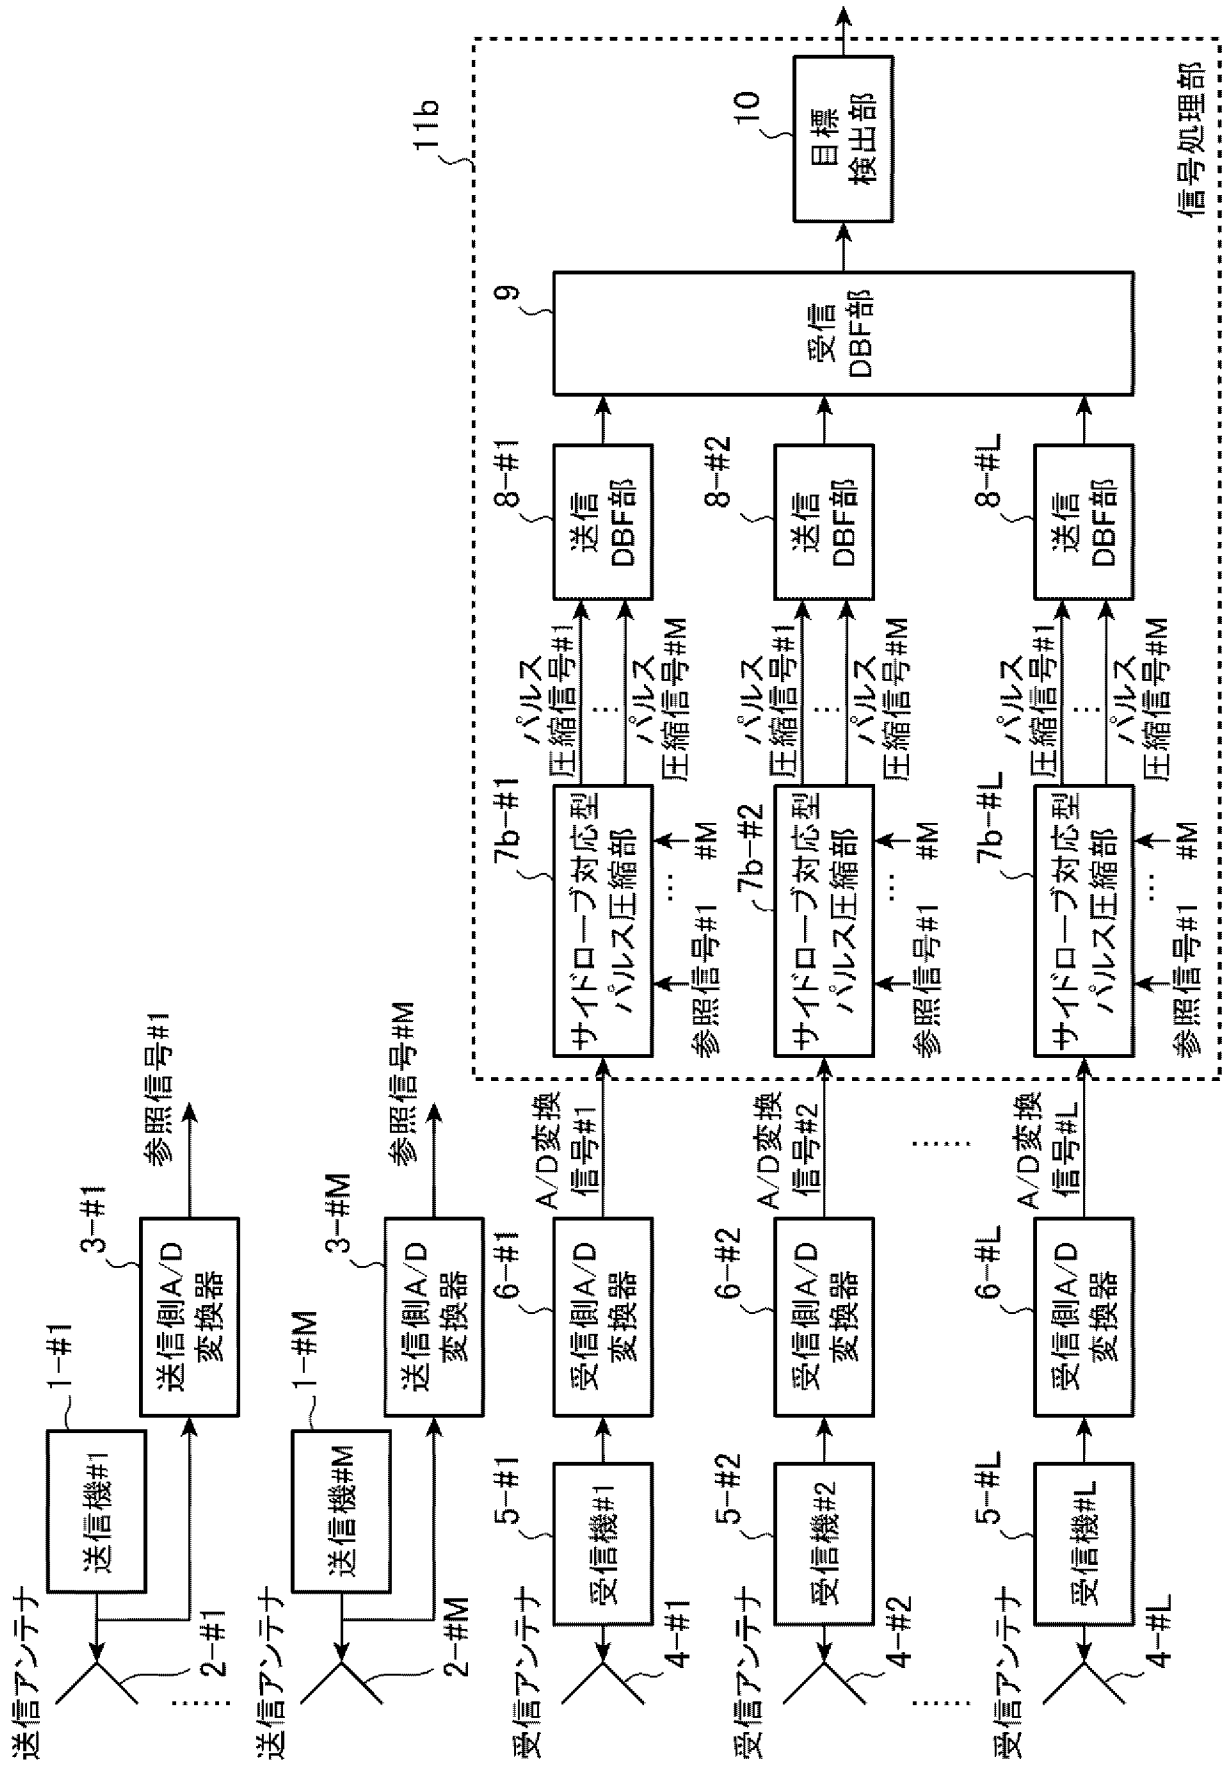 送信アンテナ
2-#1
送信機#1
1-#1
送信側A/D
変換器
3-#1
参照信号#1
……
送信アンテナ
2-#M
送信機#M
1-#M
送信側A/D
変換器
3-#M
参照信号#M
受信アンテナ
4-#1
受信機#1
5-#1
受信側A/D
変換器
6-#1
A/D変換
信号#1
サイドローブ対応型
パルス圧縮部
7b-#1
参照信号#1
…
#M
パルス
圧縮信号#1
…
パルス
圧縮信号#M
送信
DBF部
8-#1
受信アンテナ
4-#2
受信機#2
5-#2
受信側A/D
変換器
6-#2
A/D変換
信号#2
サイドローブ対応型
パルス圧縮部
7b-#2
参照信号#1
…
#M
パルス
圧縮信号#1
…
パルス
圧縮信号#M
送信
DBF部
8-#2
……
……
受信アンテナ
4-#L
受信機#L
5-#L
受信側A/D
変換器
6-#L
A/D変換
信号#L
サイドローブ対応型
パルス圧縮部
7b-#L
参照信号#1
…
#M
パルス
圧縮信号#1
…
パルス
圧縮信号#M
送信
DBF部
8-#L
受信
DBF部
9
目標
検出部
10
11b
信号処理部